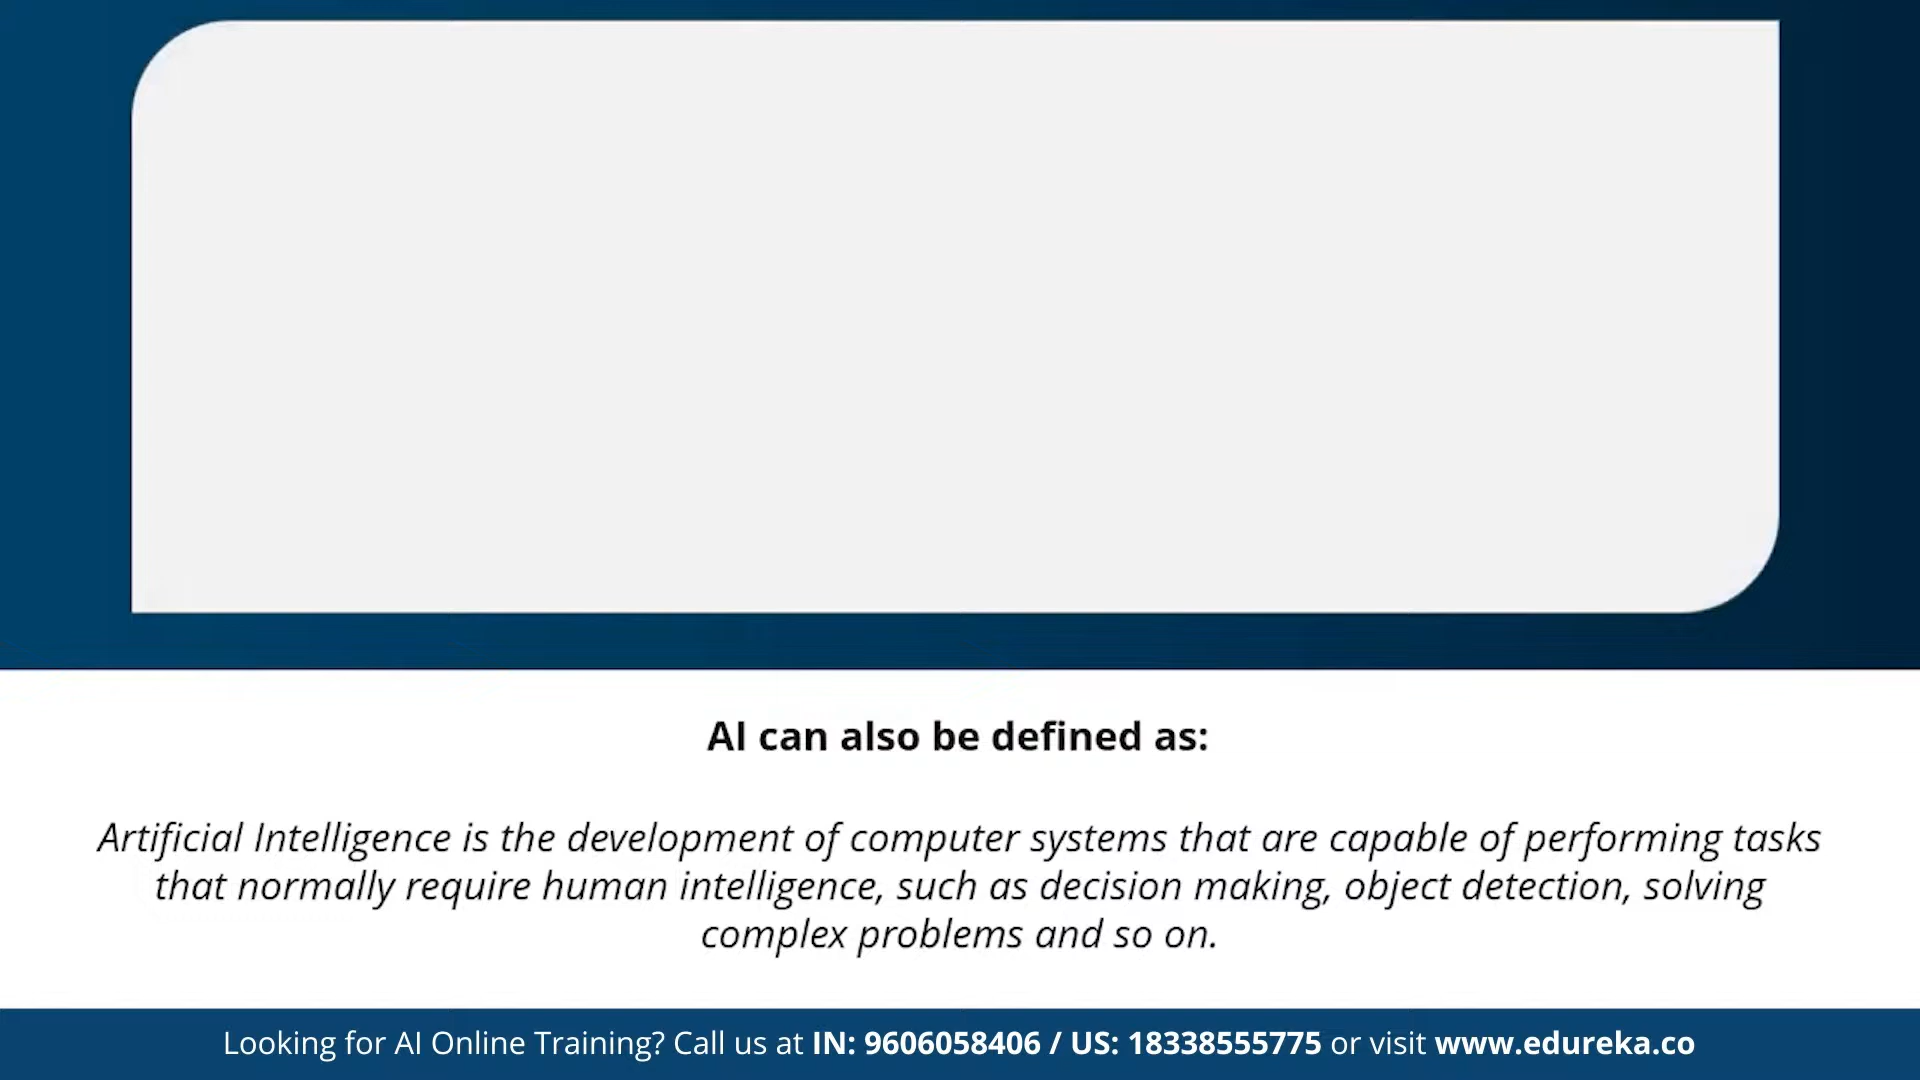 AI can also be defined as:
Artificial Intelligence is the development of computer systems that are capable of performing tasks
that normally require human intelligence, such as decision making, object detection, solving
complex problems and so on.
Looking for AI Online Training? Call us at IN: 9606058406 / US: 18338555775 or visit www.edureka.co